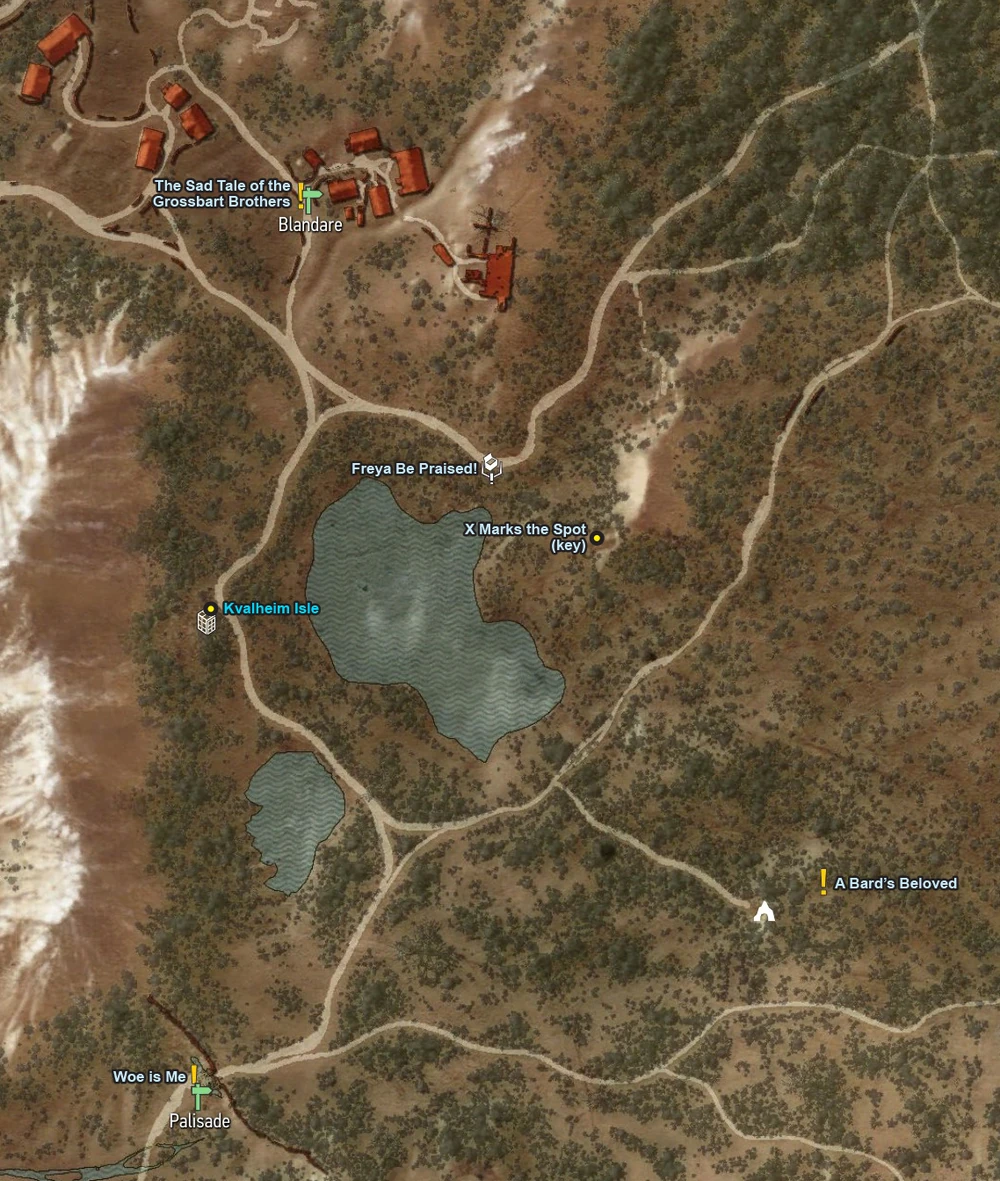 The Sad Tale of the
Grossbart Brothers
Blandare
Freya Be Praised!
X Marks the Spot
(key)
Kvalheim Isle
A Bard's Beloved
Woe is Me
Palisade